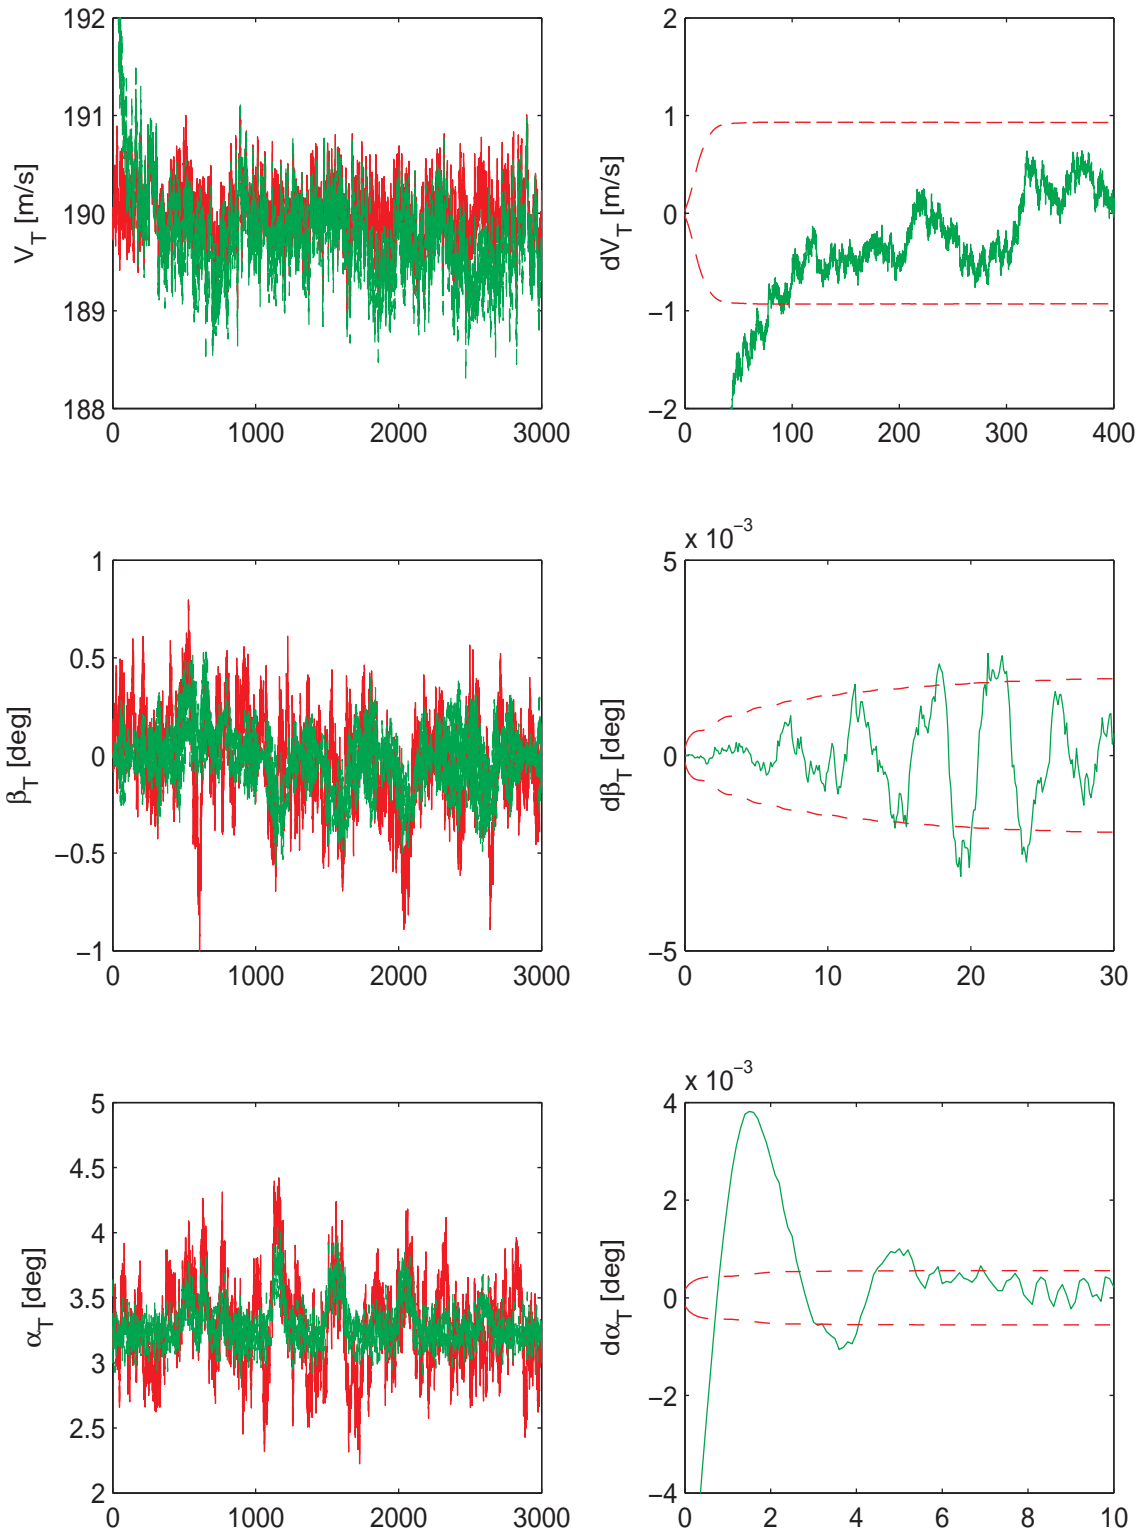 192
191
190
189
188
V_T [m/s]
0 1000 2000 3000
2
1
0
−1
−2
dV_T [m/s]
0 100 200 300 400
1
0.5
0
−0.5
−1
β_T [deg]
0 1000 2000 3000
x 10^−3
5
0
−5
dβ_T [deg]
0 10 20 30
5
4.5
4
3.5
3
2.5
2
α_T [deg]
0 1000 2000 3000
x 10^−3
4
2
0
−2
−4
dα_T [deg]
0 2 4 6 8 10